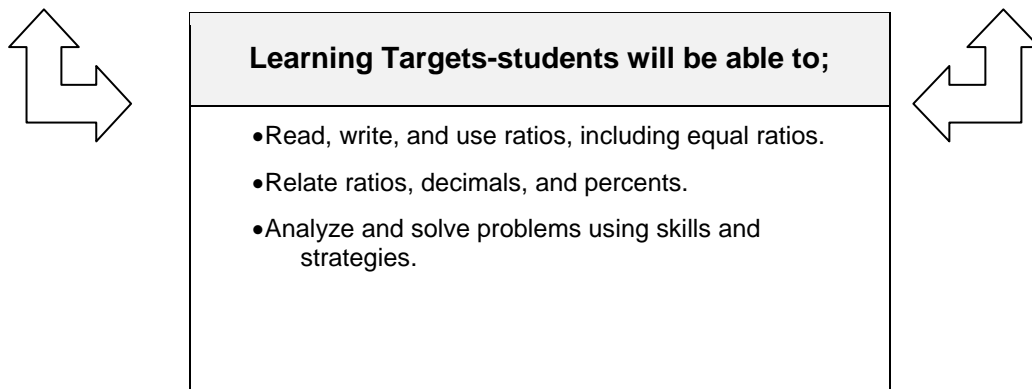 Learning Targets-students will be able to;
•Read, write, and use ratios, including equal ratios.
•Relate ratios, decimals, and percents.
•Analyze and solve problems using skills and
strategies.